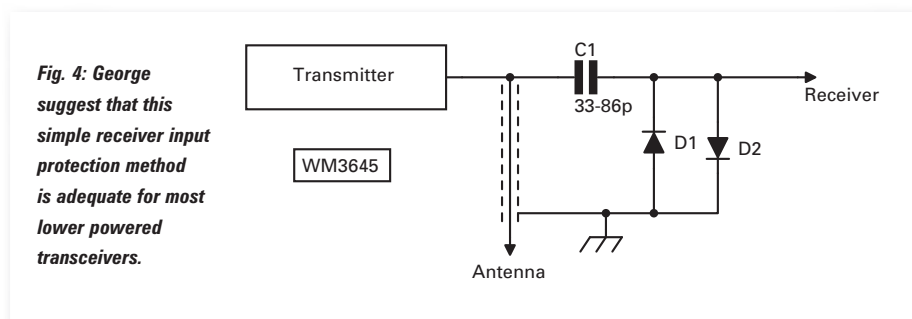 Fig. 4: George
suggest that this
simple receiver input
protection method
is adequate for most
lower powered
transceivers.
Transmitter
WM3645
C1
33-86p
D1
D2
Receiver
Antenna